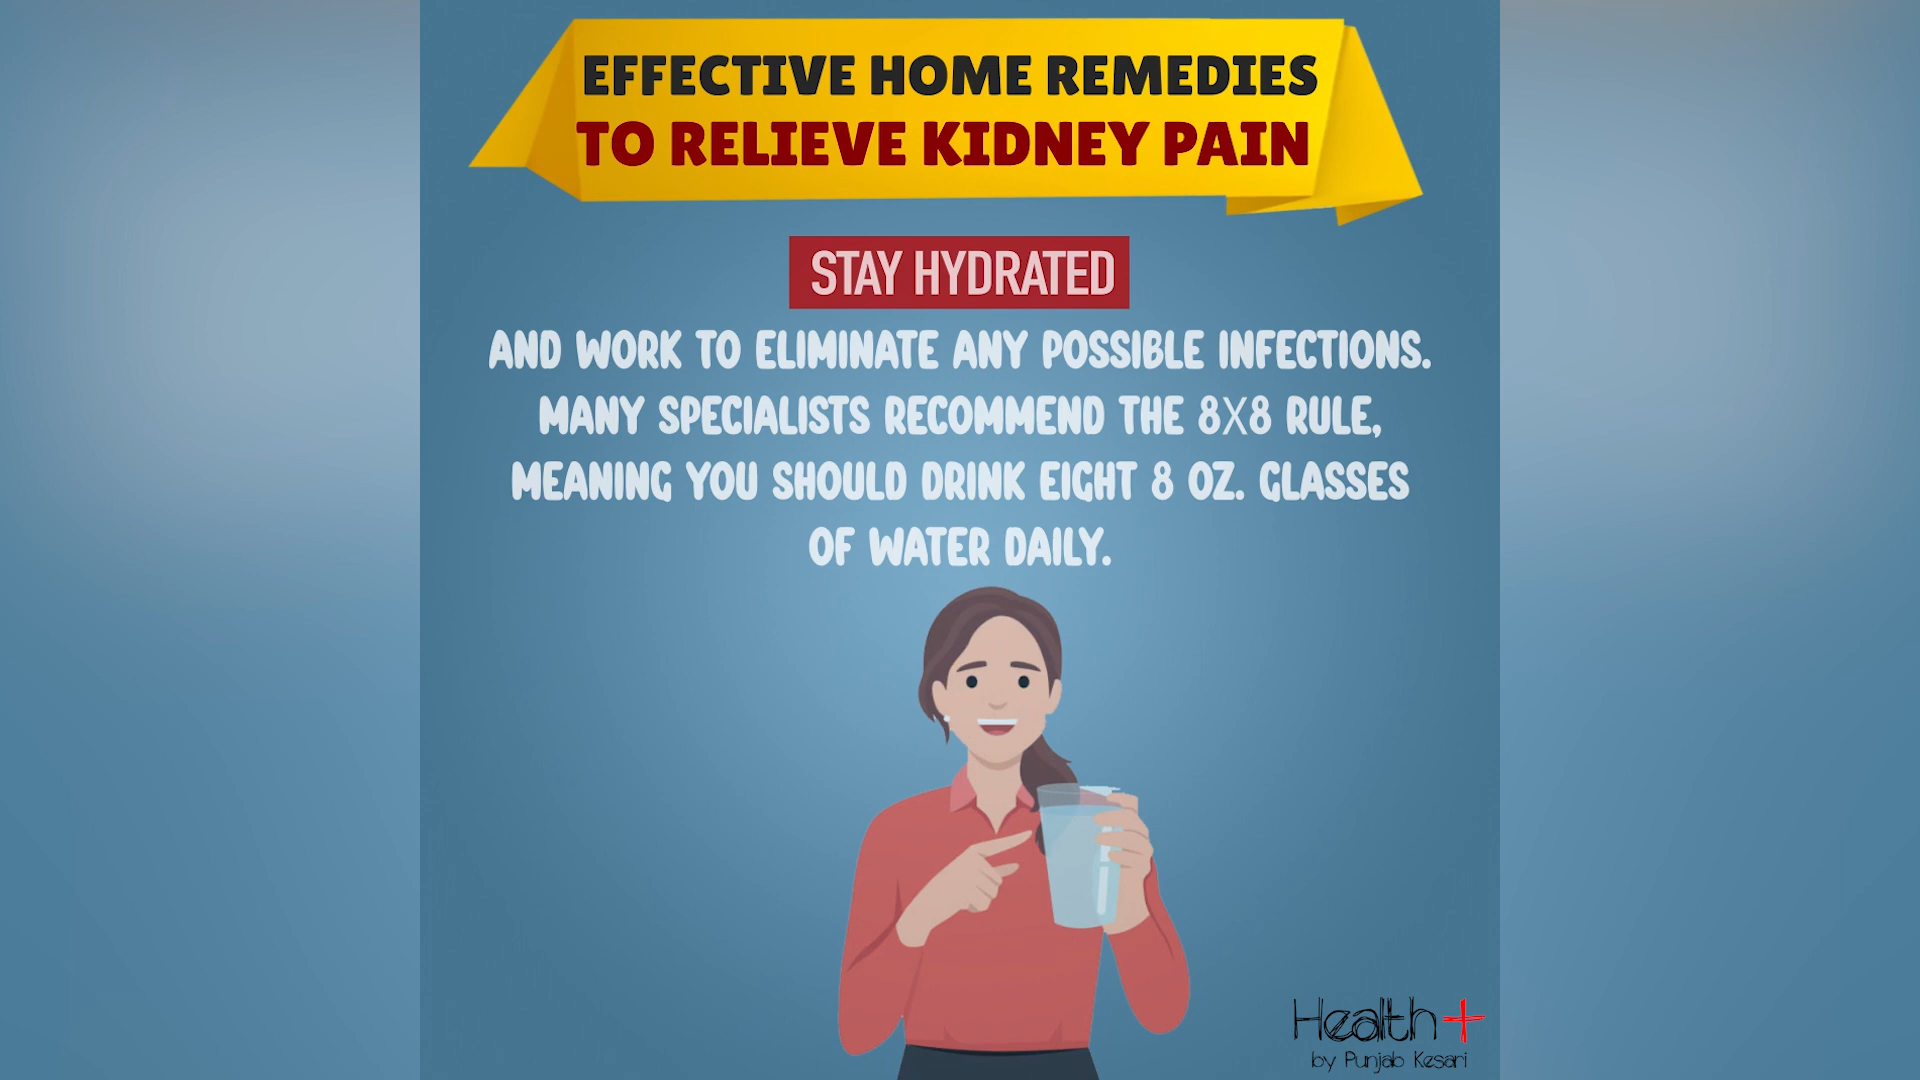 EFFECTIVE HOME REMEDIES
TO RELIEVE KIDNEY PAIN
STAY HYDRATED
AND WORK TO ELIMINATE ANY POSSIBLE INFECTIONS.
MANY SPECIALISTS RECOMMEND THE 8X8 RULE,
MEANING YOU SHOULD DRINK EIGHT 8 OZ. GLASSES
OF WATER DAILY.
Health+
by Punjab Kesari